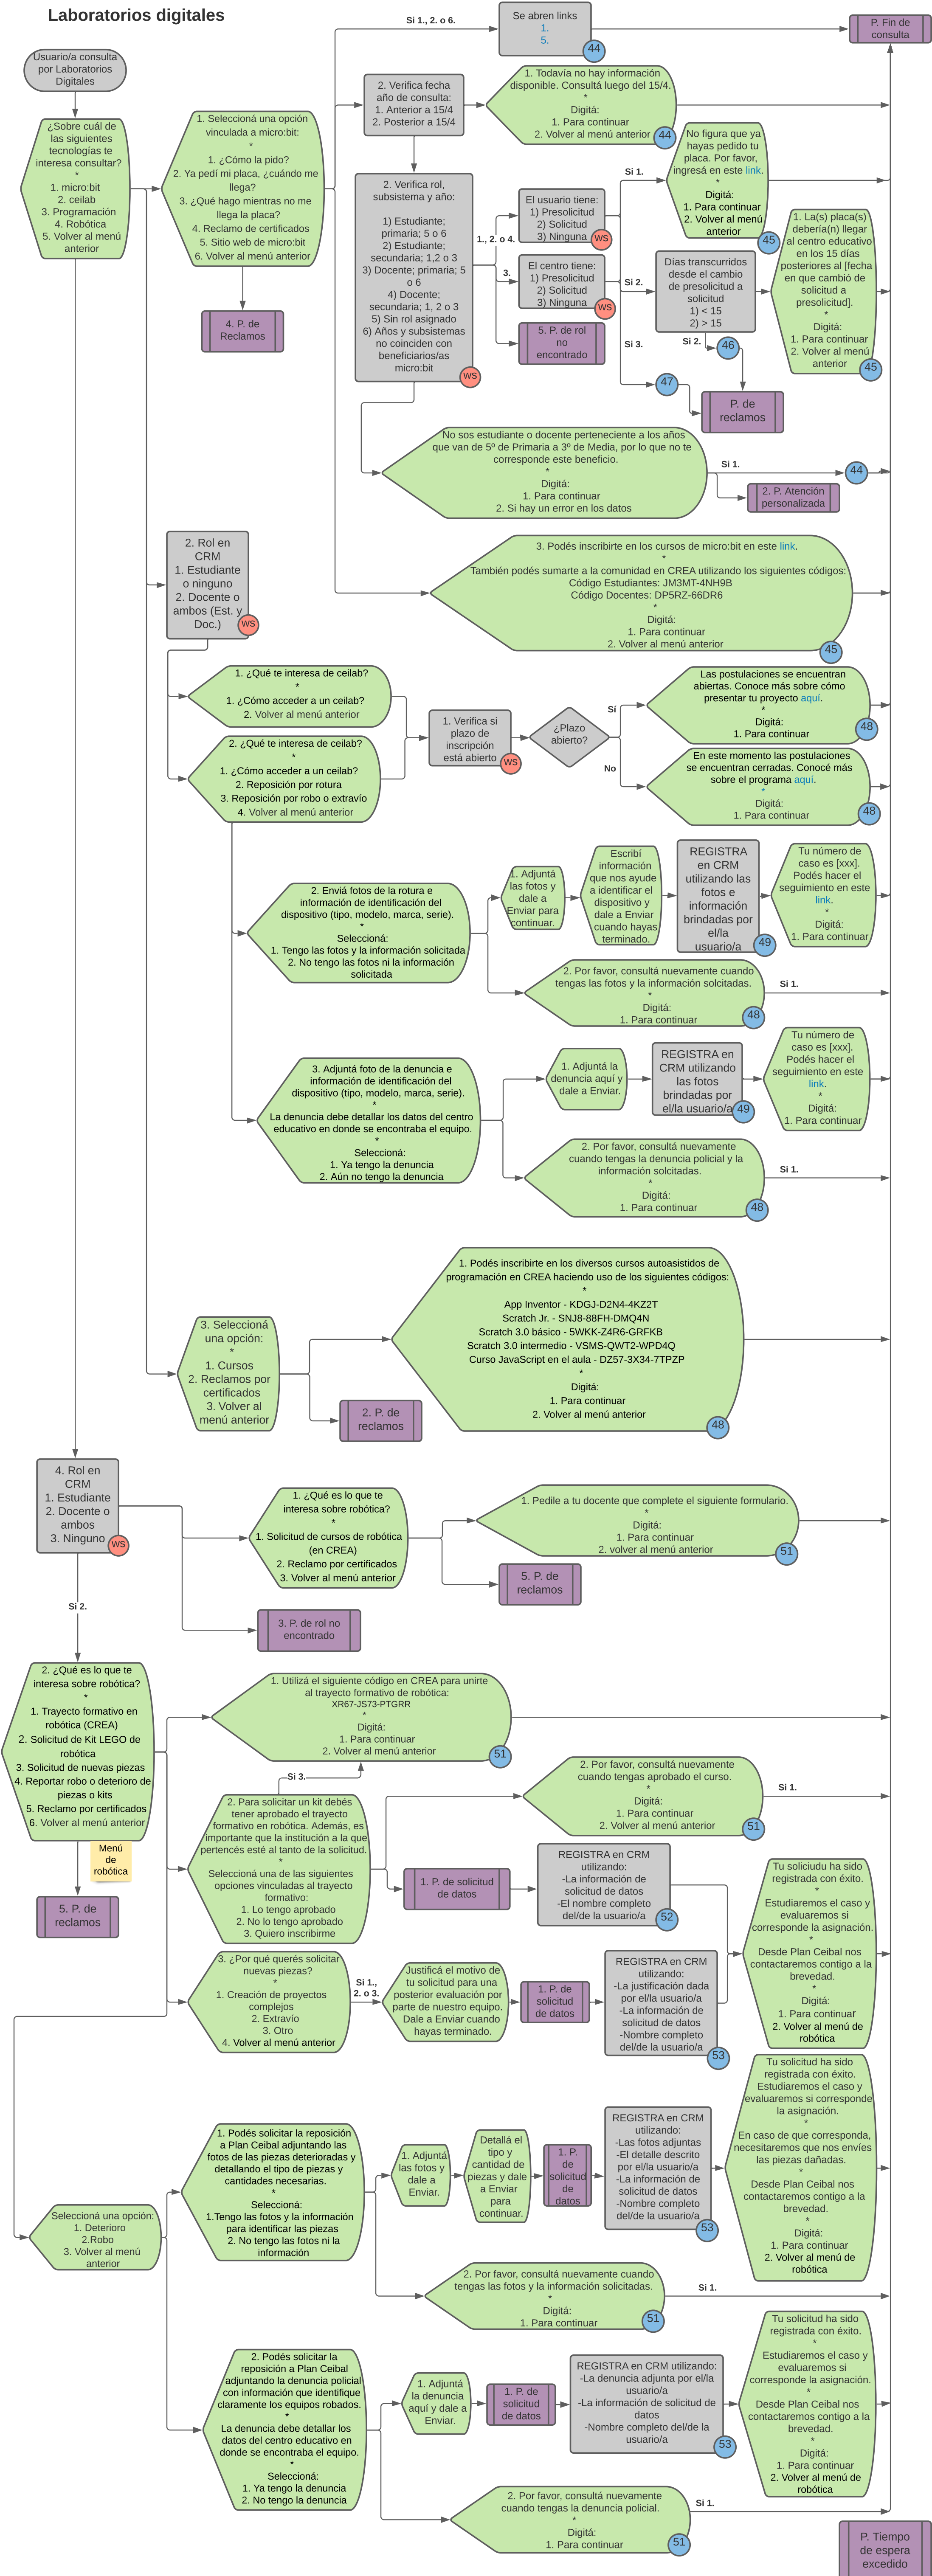 Laboratorios digitales
Usuario/a consulta
por Laboratorios
Digitales
¿Sobre cuál de
las siguientes
tecnologías te
interesa consultar?
*
1. micro:bit
2. ceilab
3. Programación
4. Robótica
5. Volver al menú
anterior
1. Seleccioná una opción
vinculada a micro:bit:
*
1. ¿Cómo la pido?
2. Ya pedí mi placa, ¿cuándo me
llega?
3. ¿Qué hago mientras no me
llega la placa?
4. Reclamo de certificados
5. Sitio web de micro:bit
6. Volver al menú anterior
4. P. de
Reclamos
Si 1., 2. o 6.
Se abren links
1.
5.
44
P. Fin de
consulta
2. Verifica fecha
año de consulta:
1. Anterior a 15/4
2. Posterior a 15/4
1. Todavía no hay información
disponible. Consultá luego del 15/4.
*
Digitá:
1. Para continuar
2. Volver al menú anterior
44
2. Verifica rol,
subsistema y año:
1) Estudiante;
primaria; 5 o 6
2) Estudiante;
secundaria; 1,2 o 3
3) Docente; primaria; 5
o 6
4) Docente;
secundaria; 1, 2 o 3
5) Sin rol asignado
6) Años y subsistemas
no coinciden con
beneficiarios/as
micro:bit
ws
1., 2. o 4.
3.
El usuario tiene:
1) Presolicitud
2) Solicitud
3) Ninguna
ws
El centro tiene:
1) Presolicitud
2) Solicitud
3) Ninguna
ws
5. P. de rol
no
encontrado
Si 1.
No figura que ya
hayas pedido tu
placa. Por favor,
ingresá en este link.
*
Digitá:
1. Para continuar
2. Volver al menú
anterior
45
Si 2.
Días transcurridos
desde el cambio
de presolicitud a
solicitud
1) < 15
2) > 15
1. La(s) placa(s)
debería(n) llegar
al centro educativo
en los 15 días
posteriores al [fecha
en que cambió de
solicitud a
presolicitud].
*
Digitá:
1. Para continuar
2. Volver al menú
anterior
45
Si 3.
Si 2.
46
47
P. de
reclamos
No sos estudiante o docente perteneciente a los años
que van de 5º de Primaria a 3º de Media, por lo que no te
corresponde este beneficio.
*
Digitá:
1. Para continuar
2. Si hay un error en los datos
Si 1.
44
2. P. Atención
personalizada
3. Podés inscribirte en los cursos de micro:bit en este link.
*
También podés sumarte a la comunidad en CREA utilizando los siguientes códigos:
Código Estudiantes: JM3MT-4NH9B
Código Docentes: DP5RZ-66DR6
*
Digitá:
1. Para continuar
2. Volver al menú anterior
45
2. Rol en
CRM
1. Estudiante
o ninguno
2. Docente o
ambos (Est. y
Doc.)
ws
1. ¿Qué te interesa de ceilab?
*
1. ¿Cómo acceder a un ceilab?
2. Volver al menú anterior
2. ¿Qué te interesa de ceilab?
*
1. ¿Cómo acceder a un ceilab?
2. Reposición por rotura
3. Reposición por robo o extravío
4. Volver al menú anterior
1. Verifica si
plazo de
inscripción
está abierto
ws
¿Plazo
abierto?
Sí
No
Las postulaciones se encuentran
abiertas. Conoce más sobre cómo
presentar tu proyecto aquí.
*
Digitá:
1. Para continuar
48
En este momento las postulaciones
se encuentran cerradas. Conocé más
sobre el programa aquí.
*
Digitá:
1. Para continuar
48
2. Enviá fotos de la rotura e
información de identificación del
dispositivo (tipo, modelo, marca, serie).
*
Seleccioná:
1. Tengo las fotos y la información solicitada
2. No tengo las fotos ni la información
solicitada
1. Adjuntá
las fotos y
dale a
Enviar para
continuar.
Escribí
información
que nos ayude
a identificar el
dispositivo y
dale a Enviar
cuando hayas
terminado.
REGISTRA
en CRM
utilizando las
fotos e
información
brindadas por
el/la
usuario/a
49
Tu número de
caso es [xxx].
Podés hacer el
seguimiento en este
link.
*
Digitá:
1. Para continuar
2. Por favor, consultá nuevamente cuando
tengas las fotos y la información solcitadas.
*
Digitá:
1. Para continuar
48
Si 1.
3. Adjuntá foto de la denuncia e
información de identificación del
dispositivo (tipo, modelo, marca, serie).
*
La denuncia debe detallar los datos del centro
educativo en donde se encontraba el equipo.
*
Seleccioná:
1. Ya tengo la denuncia
2. Aún no tengo la denuncia
1. Adjuntá la
denuncia aquí y
dale a Enviar.
REGISTRA en
CRM utilizando
las fotos
brindadas por
el/la usuario/a
49
Tu número de
caso es [xxx].
Podés hacer el
seguimiento en este
link.
*
Digitá:
1. Para continuar
2. Por favor, consultá nuevamente
cuando tengas la denuncia policial y la
información solcitadas.
*
Digitá:
1. Para continuar
48
Si 1.
3. Seleccioná
una opción:
*
1. Cursos
2. Reclamos por
certificados
3. Volver al
menú anterior
1. Podés inscribirte en los diversos cursos autoasistidos de
programación en CREA haciendo uso de los siguientes códigos:
*
App Inventor - KDGJ-D2N4-4KZ2T
Scratch Jr. - SNJ8-88FH-DMQ4N
Scratch 3.0 básico - 5WKK-Z4R6-GRFKB
Scratch 3.0 intermedio - VSMS-QWT2-WPD4Q
Curso JavaScript en el aula - DZ57-3X34-7TPZP
*
Digitá:
1. Para continuar
2. Volver al menú anterior
48
2. P. de
reclamos
4. Rol en
CRM
1. Estudiante
2. Docente o
ambos
3. Ninguno
ws
1. ¿Qué es lo que te
interesa sobre robótica?
*
1. Solicitud de cursos de robótica
(en CREA)
2. Reclamo por certificados
3. Volver al menú anterior
1. Pedile a tu docente que complete el siguiente formulario.
*
Digitá:
1. Para continuar
2. volver al menú anterior
51
5. P. de
reclamos
3. P. de rol no
encontrado
Si 2.
2. ¿Qué es lo que te
interesa sobre robótica?
*
1. Trayecto formativo en
robótica (CREA)
2. Solicitud de Kit LEGO de
robótica
3. Solicitud de nuevas piezas
4. Reportar robo o deterioro de
piezas o kits
5. Reclamo por certificados
6. Volver al menú anterior
Menú
de
robótica
5. P. de
reclamos
1. Utilizá el siguiente código en CREA para unirte
al trayecto formativo de robótica:
XR67-JS73-PTGRR
*
Digitá:
1. Para continuar
2. Volver al menú anterior
51
Si 3.
2. Para solicitar un kit debés
tener aprobado el trayecto
formativo en robótica. Además, es
importante que la institución a la que
pertencés esté al tanto de la solicitud.
*
Seleccioná una de las siguientes
opciones vinculadas al trayecto
formativo:
1. Lo tengo aprobado
2. No lo tengo aprobado
3. Quiero inscribirme
2. Por favor, consultá nuevamente
cuando tengas aprobado el curso.
*
Digitá:
1. Para continuar
2. Volver al menú anterior
51
Si 1.
1. P. de solicitud
de datos
REGISTRA en CRM
utilizando:
-La información de
solicitud de datos
-El nombre completo
del/de la usuario/a
52
Tu soliciudu ha sido
registrada con éxito.
*
Estudiaremos el caso y
evaluaremos si
corresponde la asignación.
*
Desde Plan Ceibal nos
contactaremos contigo a la
brevedad.
*
Digitá:
1. Para continuar
2. Volver al menú de
robótica
3. ¿Por qué querés solicitar
nuevas piezas?
*
1. Creación de proyectos
complejos
2. Extravío
3. Otro
4. Volver al menú anterior
Si 1.,
2. o 3.
Justificá el motivo de
tu solicitud para una
posterior evaluación por
parte de nuestro equipo.
Dale a Enviar cuando
hayas terminado.
1. P. de
solicitud
de datos
REGISTRA en CRM
utilizando:
-La justificación dada
por el/la usuario/a
-La información de
solicitud de datos
-Nombre completo
del/de la usuario/a
53
Seleccioná una opción:
1. Deterioro
2.Robo
3. Volver al menú
anterior
1. Podés solicitar la reposición
a Plan Ceibal adjuntando las
fotos de las piezas deterioradas y
detallando el tipo de piezas y
cantidades necesarias.
*
Seleccioná:
1.Tengo las fotos y la información
para identificar las piezas
2. No tengo las fotos ni la
información
1. Adjuntá
las fotos y
dale a
Enviar.
Detallá el
tipo y
cantidad de
piezas y dale
a Enviar
para
continuar.
1. P.
de
solicitud
de
datos
REGISTRA en CRM
utilizando:
-Las fotos adjuntas
-El detalle descrito
por el/la usuario/a
-La información de
solicitud de datos
-Nombre completo
del/de la usuario/a
53
Tu solicitud ha sido
registrada con éxito.
Estudiaremos el caso y
evaluaremos si corresponde
la asignación.
*
En caso de que corresponda,
necesitaremos que nos envíes
las piezas dañadas.
*
Desde Plan Ceibal nos
contactaremos contigo a la
brevedad.
*
Digitá:
1. Para continuar
2. Volver al menú de
robótica
2. Por favor, consultá nuevamente cuando
tengas las fotos y la información solicitadas.
*
Digitá:
1. Para continuar
51
Si 1.
2. Podés solicitar la
reposición a Plan Ceibal
adjuntando la denuncia policial
con información que identifique
claramente los equipos robados.
*
La denuncia debe detallar los
datos del centro educativo en
donde se encontraba el equipo.
*
Seleccioná:
1. Ya tengo la denuncia
2. No tengo la denuncia
1. Adjuntá
la denuncia
aquí y dale a
Enviar.
1. P. de
solicitud
de datos
REGISTRA en CRM utilizando:
-La denuncia adjunta por el/la
usuario/a
-La información de solicitud de
datos
-Nombre completo del/de la
usuario/a
53
Tu solicitud ha sido
registrada con éxito.
*
Estudiaremos el caso y
evaluaremos si
corresponde la asignación.
*
Desde Plan Ceibal nos
contactaremos contigo a la
brevedad.
*
Digitá:
1. Para continuar
2. Volver al menú de
robótica
2. Por favor, consultá nuevamente
cuando tengas la denuncia policial.
*
Digitá:
1. Para continuar
51
Si 1.
P. Tiempo
de espera
excedido